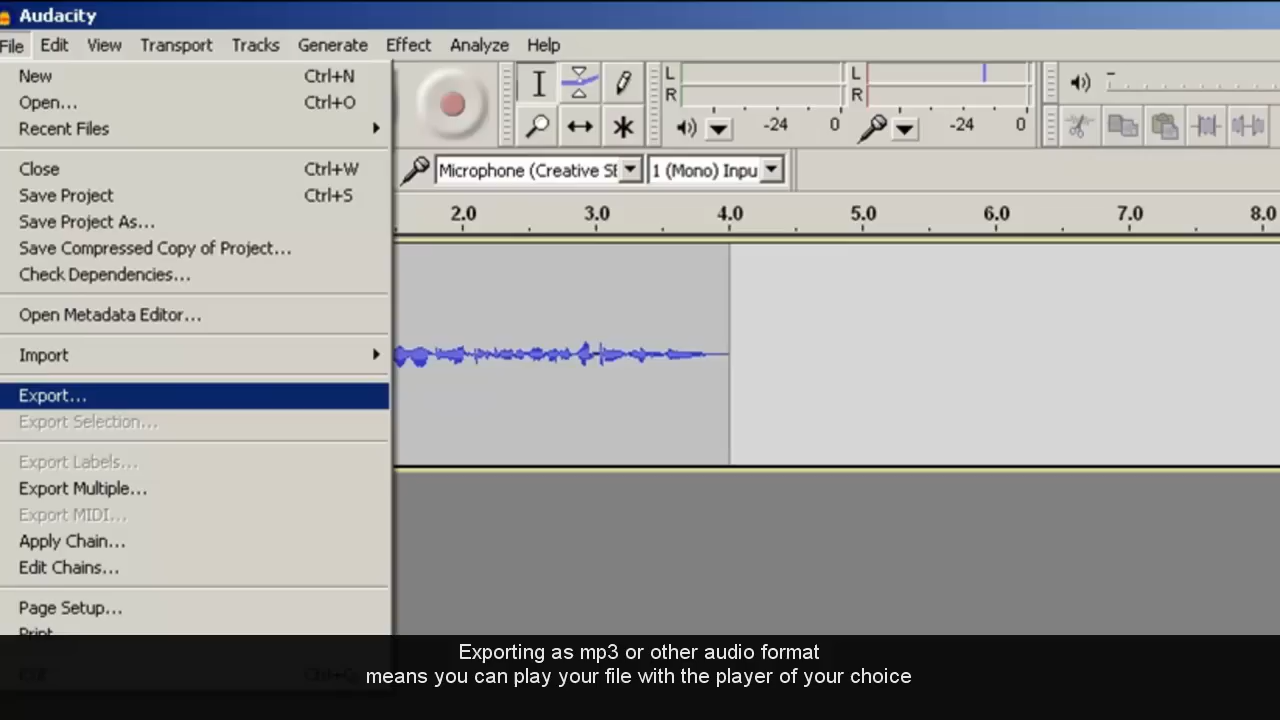 Audacity
File Edit View Transport Tracks Generate Effect Analyze Help
New Ctrl+N
Open... Ctrl+O
Recent Files
Close Ctrl+W
Save Project Ctrl+S
Save Project As...
Save Compressed Copy of Project...
Check Dependencies...
Open Metadata Editor...
Import
Export...
Export Selection...
Export Labels...
Export Multiple...
Export MIDI...
Apply Chain...
Edit Chains...
Page Setup...
Print
L
R
-24 0
L
R
-24 0
Microphone (Creative 1 (Mono) Inpu
2.0 3.0 4.0 5.0 6.0 7.0 8.0
Exporting as mp3 or other audio format
means you can play your file with the player of your choice